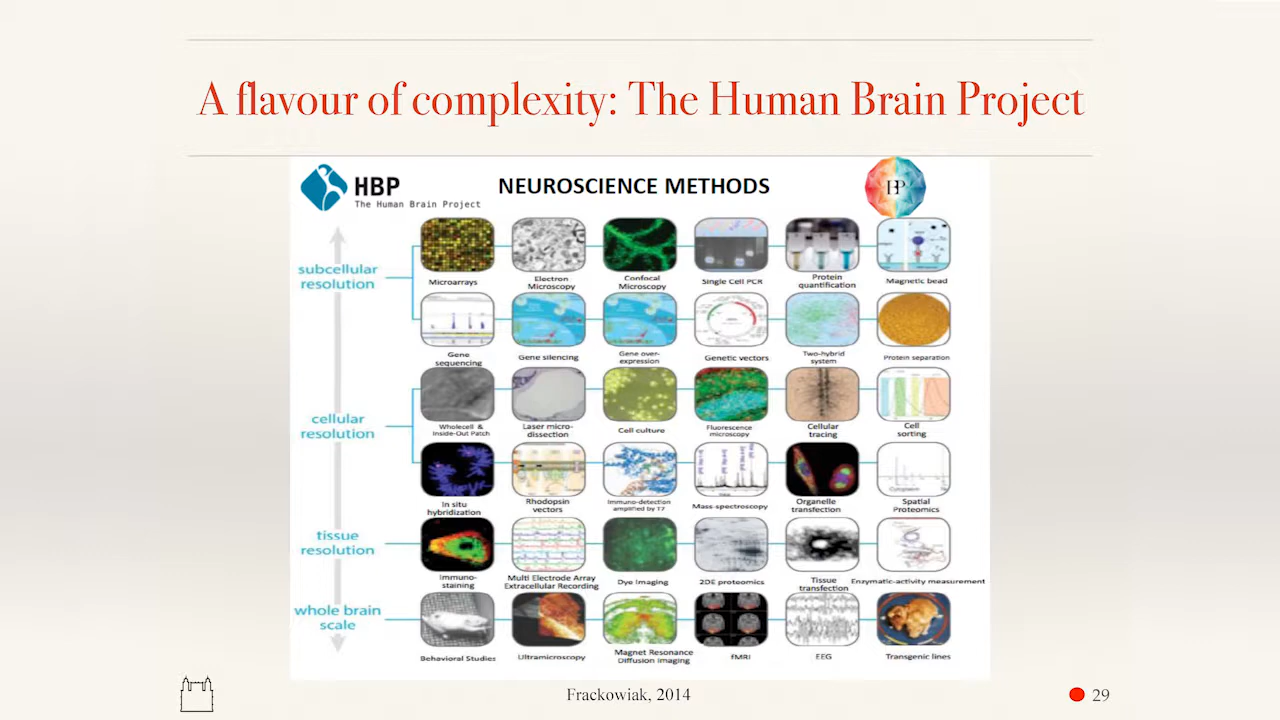 A flavour of complexity: The Human Brain Project
HBP
The Human Brain Project
NEUROSCIENCE METHODS
subcellular
resolution
Microarrays
Electron
Microscopy
Confocal
Microscopy
Single Cell PCR
Protein
quantification
Magnetic bead
Gene
sequencing
Gene silencing
Gene over-
expression
Genetic vectors
Two-hybrid
system
Protein separation
cellular
resolution
Wholecell &
Inside-Out Patch
Laser micro-
dissection
Cell culture
Fluorescence
microscopy
Cellular
tracing
Cell
sorting
In situ
hybridization
Rhodopsin
vectors
Immuno-detection
amplified by T7
Mass-spectroscopy
Organelle
transfection
Spatial
Proteomics
tissue
resolution
Immuno-
staining
Multi Electrode Array
Extracellular Recording
Dye Imaging
2DE proteomics
Tissue
transfection
Enzymatic-activity measurement
whole brain
scale
Behavioral Studies
Ultramicroscopy
Magnet Resonance
Diffusion Imaging
fMRI
EEG
Transgenic lines
Frackowiak, 2014
29